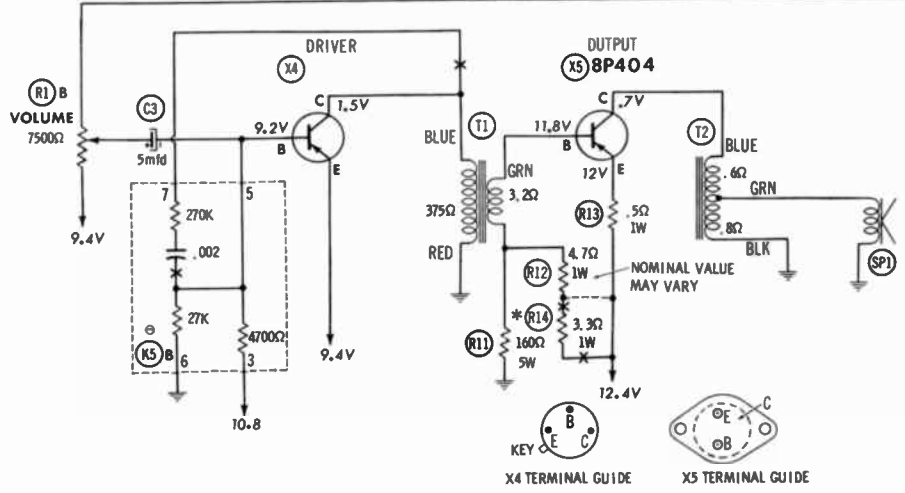 DRIVER
X4
DUTPUT
X5 8P404
R1 B
VOLUME
7500Ω
C3
5mfd
9.2V
B
C
1.5V
E
T1
BLUE
11.8V
B
C
.7V
E
12V
T2
BLUE
.6Ω
GRN
GRN
3.2Ω
375Ω
R13
.5Ω
1W
.8Ω
BLK
SP1
7
5
270K
.002
9.4V
RED
R12
4.7Ω
1W
NOMINAL VALUE
MAY VARY
27K
4700Ω
⊖
K5 B
6
3
9.4V
* R14
3.3Ω
1W
R11
160Ω
5W
12.4V
10.8
B
E
C
KEY
X4 TERMINAL GUIDE
E
B
C
X5 TERMINAL GUIDE